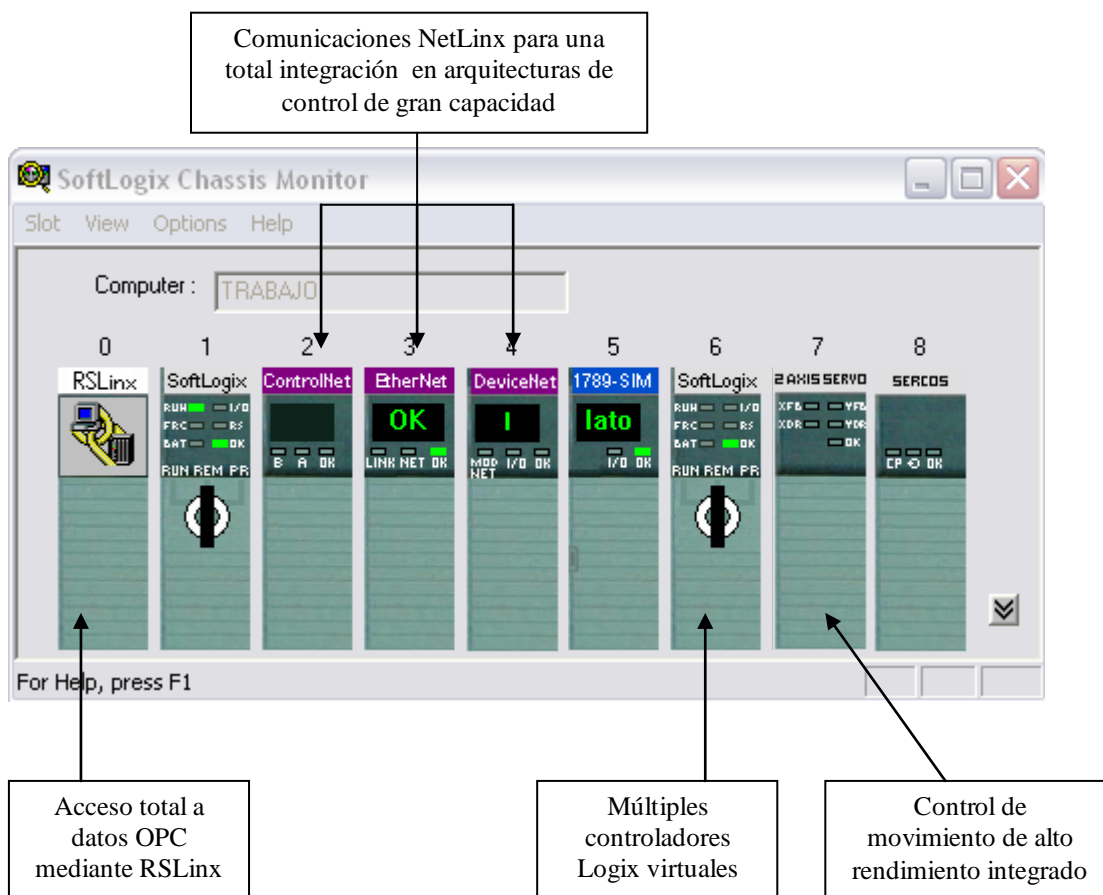 Comunicaciones NetLinx para una
total integración en arquitecturas de
control de gran capacidad
SoftLogix Chassis Monitor
Slot View Options Help
Computer : TRABAJO
0 1 2 3 4 5 6 7 8
RSLinx SoftLogix ControlNet EtherNet DeviceNet 1789-SIM SoftLogix 2 AXIS SERVO SERCOS
RUN I/O OK I lato RUN I/O XFB YFB
FRC RS FRC RS XDR YDR
BAT OK B A OK LINK NET OK MOD NET I/O OK I/O OK BAT OK OK CP OK
RUN REM PR RUN REM PR
For Help, press F1
Acceso total a
datos OPC
mediante RSLinx
Múltiples
controladores
Logix virtuales
Control de
movimiento de alto
rendimiento integrado